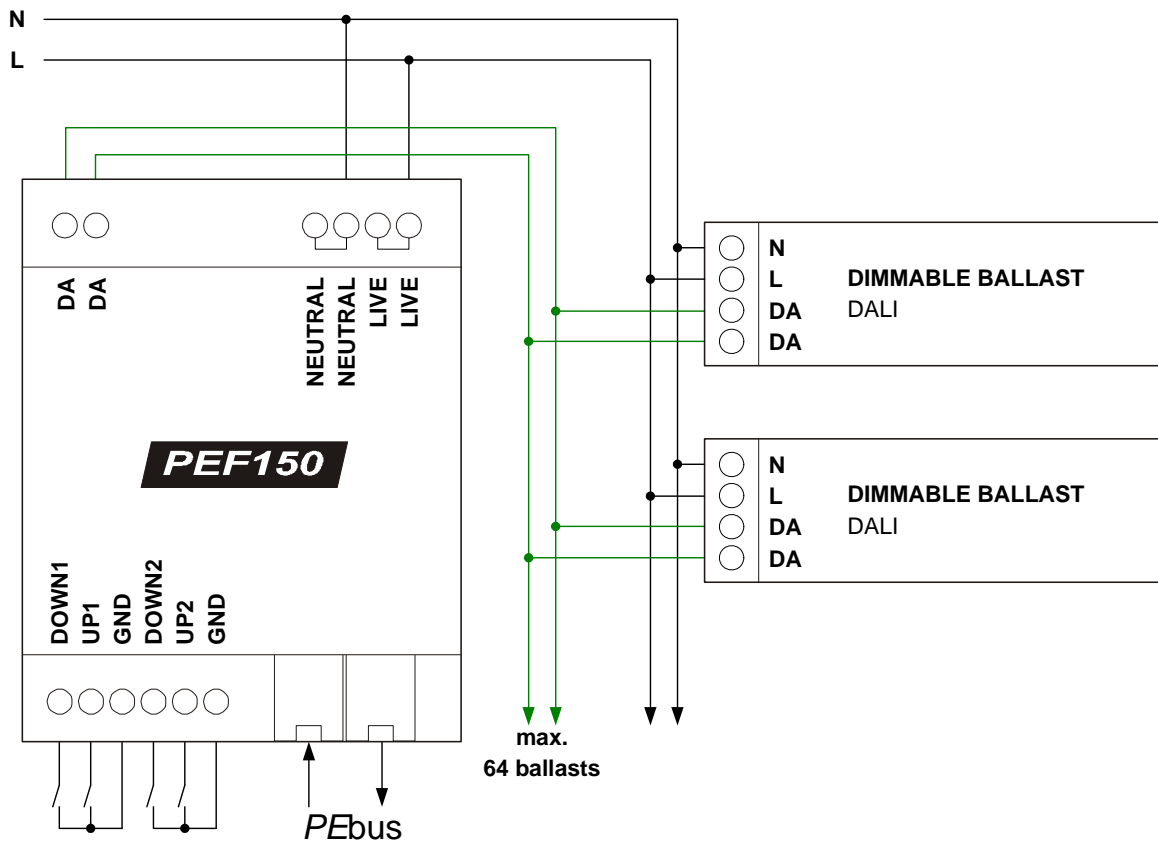 N
L
DA
DA
NEUTRAL
NEUTRAL
LIVE
LIVE
N
L
DA
DA
DIMMABLE BALLAST
DALI
PEF150
N
L
DA
DA
DIMMABLE BALLAST
DALI
DOWN1
UP1
GND
DOWN2
UP2
GND
max.
64 ballasts
PEbus